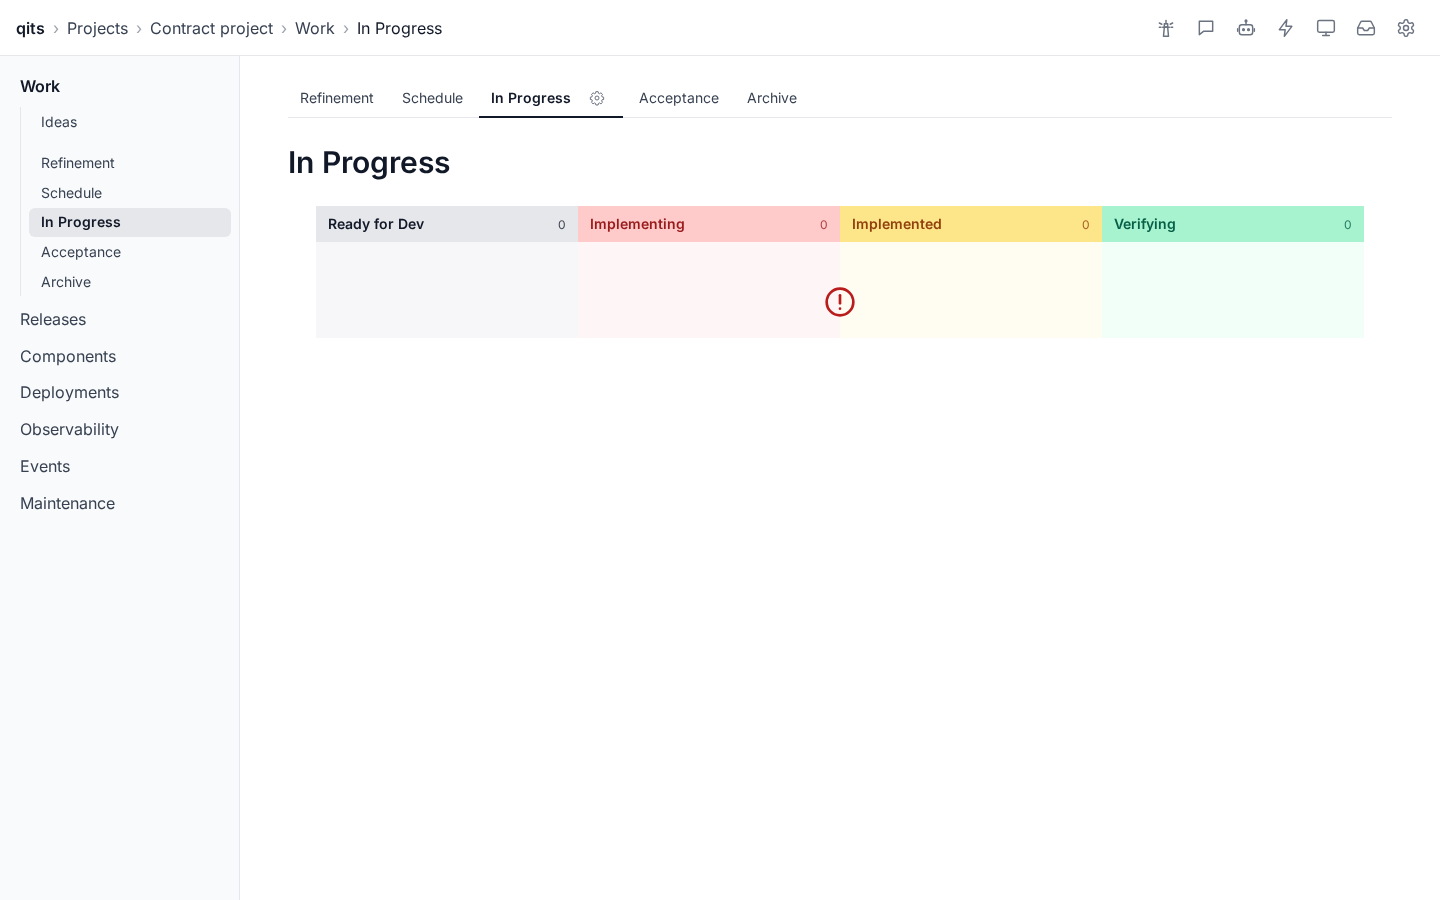 qits › Projects › Contract project › Work › In Progress
Work
Ideas
Refinement
Schedule
In Progress
Acceptance
Archive
Releases
Components
Deployments
Observability
Events
Maintenance
Refinement Schedule In Progress Acceptance Archive
In Progress
Ready for Dev 0 Implementing 0 Implemented 0 Verifying 0